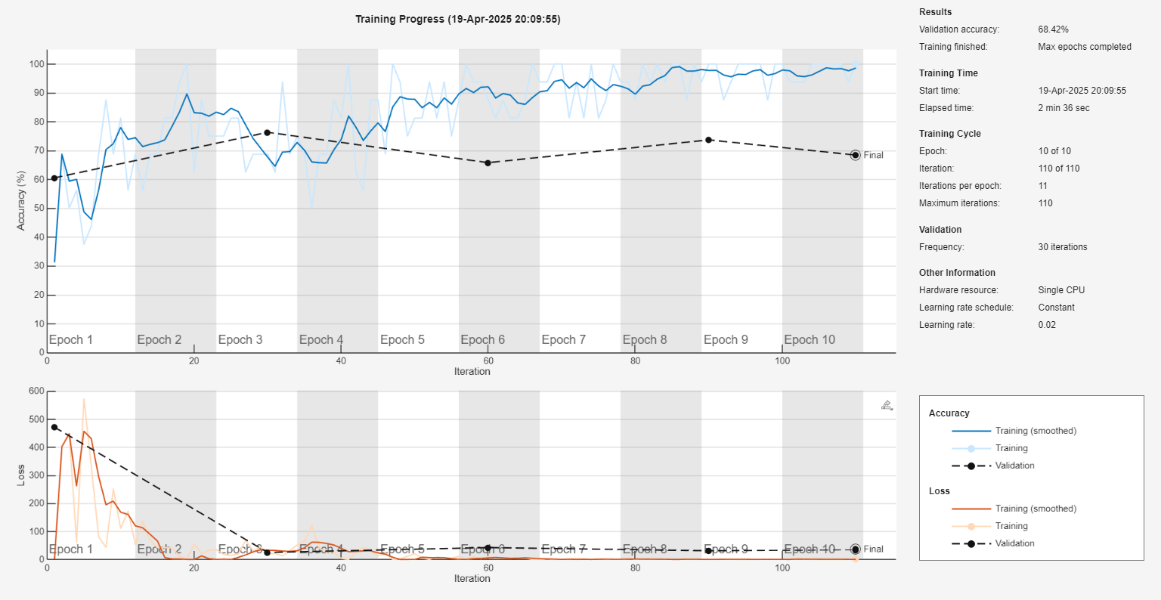 Training Progress (19-Apr-2025 20:09:55)
100
90
80
70
60
50
40
30
20
10
0
Accuracy (%)
Final
Epoch 1 Epoch 2 Epoch 3 Epoch 4 Epoch 5 Epoch 6 Epoch 7 Epoch 8 Epoch 9 Epoch 10
0 20 40 60 80 100
Iteration
600
500
400
300
200
100
0
Loss
Epoch 1 Epoch 2 Epoch 3 Epoch 4 Epoch 5 Epoch 6 Epoch 7 Epoch 8 Epoch 9 Epoch 10 Final
0 20 40 60 80 100
Iteration
Results
Validation accuracy: 68.42%
Training finished: Max epochs completed
Training Time
Start time: 19-Apr-2025 20:09:55
Elapsed time: 2 min 36 sec
Training Cycle
Epoch: 10 of 10
Iteration: 110 of 110
Iterations per epoch: 11
Maximum iterations: 110
Validation
Frequency: 30 iterations
Other Information
Hardware resource: Single CPU
Learning rate schedule: Constant
Learning rate: 0.02
Accuracy
Training (smoothed)
Training
Validation
Loss
Training (smoothed)
Training
Validation